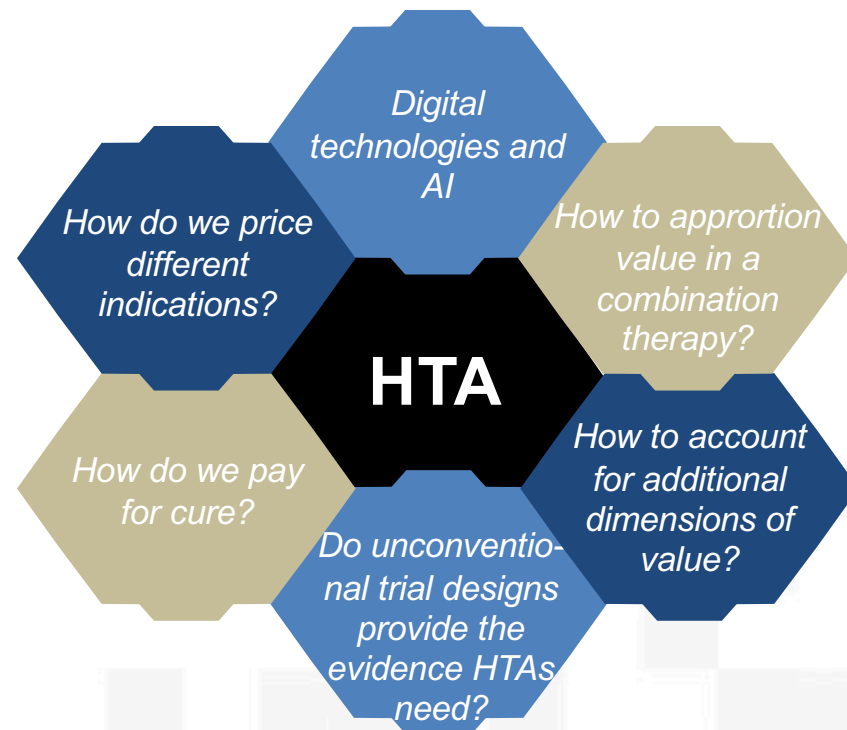 Digital
technologies and
AI
How do we price
different
indications?
How to apprortion
value in a
combination
therapy?
HTA
How do we pay
for cure?
How to account
for additional
dimensions of
value?
Do unconventio-
nal trial designs
provide the
evidence HTAs
need?